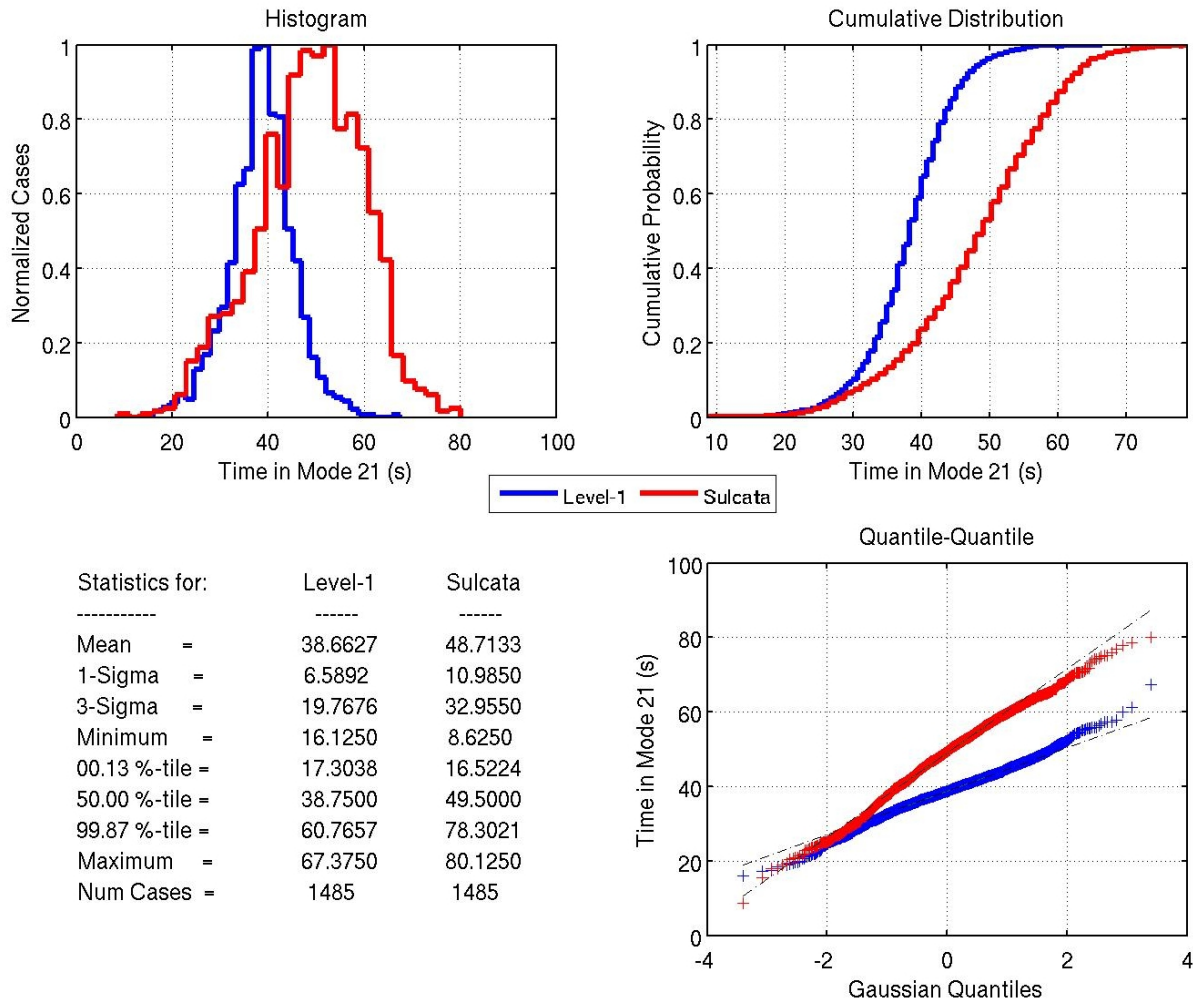 Histogram
Normalized Cases
1
0.8
0.6
0.4
0.2
0
0 20 40 60 80 100
Time in Mode 21 (s)
Cumulative Distribution
Cumulative Probability
1
0.8
0.6
0.4
0.2
0
10 20 30 40 50 60 70
Time in Mode 21 (s)
Level-1 Sulcata
Statistics for: Level-1 Sulcata
----------- ------ ------
Mean = 38.6627 48.7133
1-Sigma = 6.5892 10.9850
3-Sigma = 19.7676 32.9550
Minimum = 16.1250 8.6250
00.13 %-tile = 17.3038 16.5224
50.00 %-tile = 38.7500 49.5000
99.87 %-tile = 60.7657 78.3021
Maximum = 67.3750 80.1250
Num Cases = 1485 1485
Quantile-Quantile
Time in Mode 21 (s)
100
80
60
40
20
0
-4 -2 0 2 4
Gaussian Quantiles